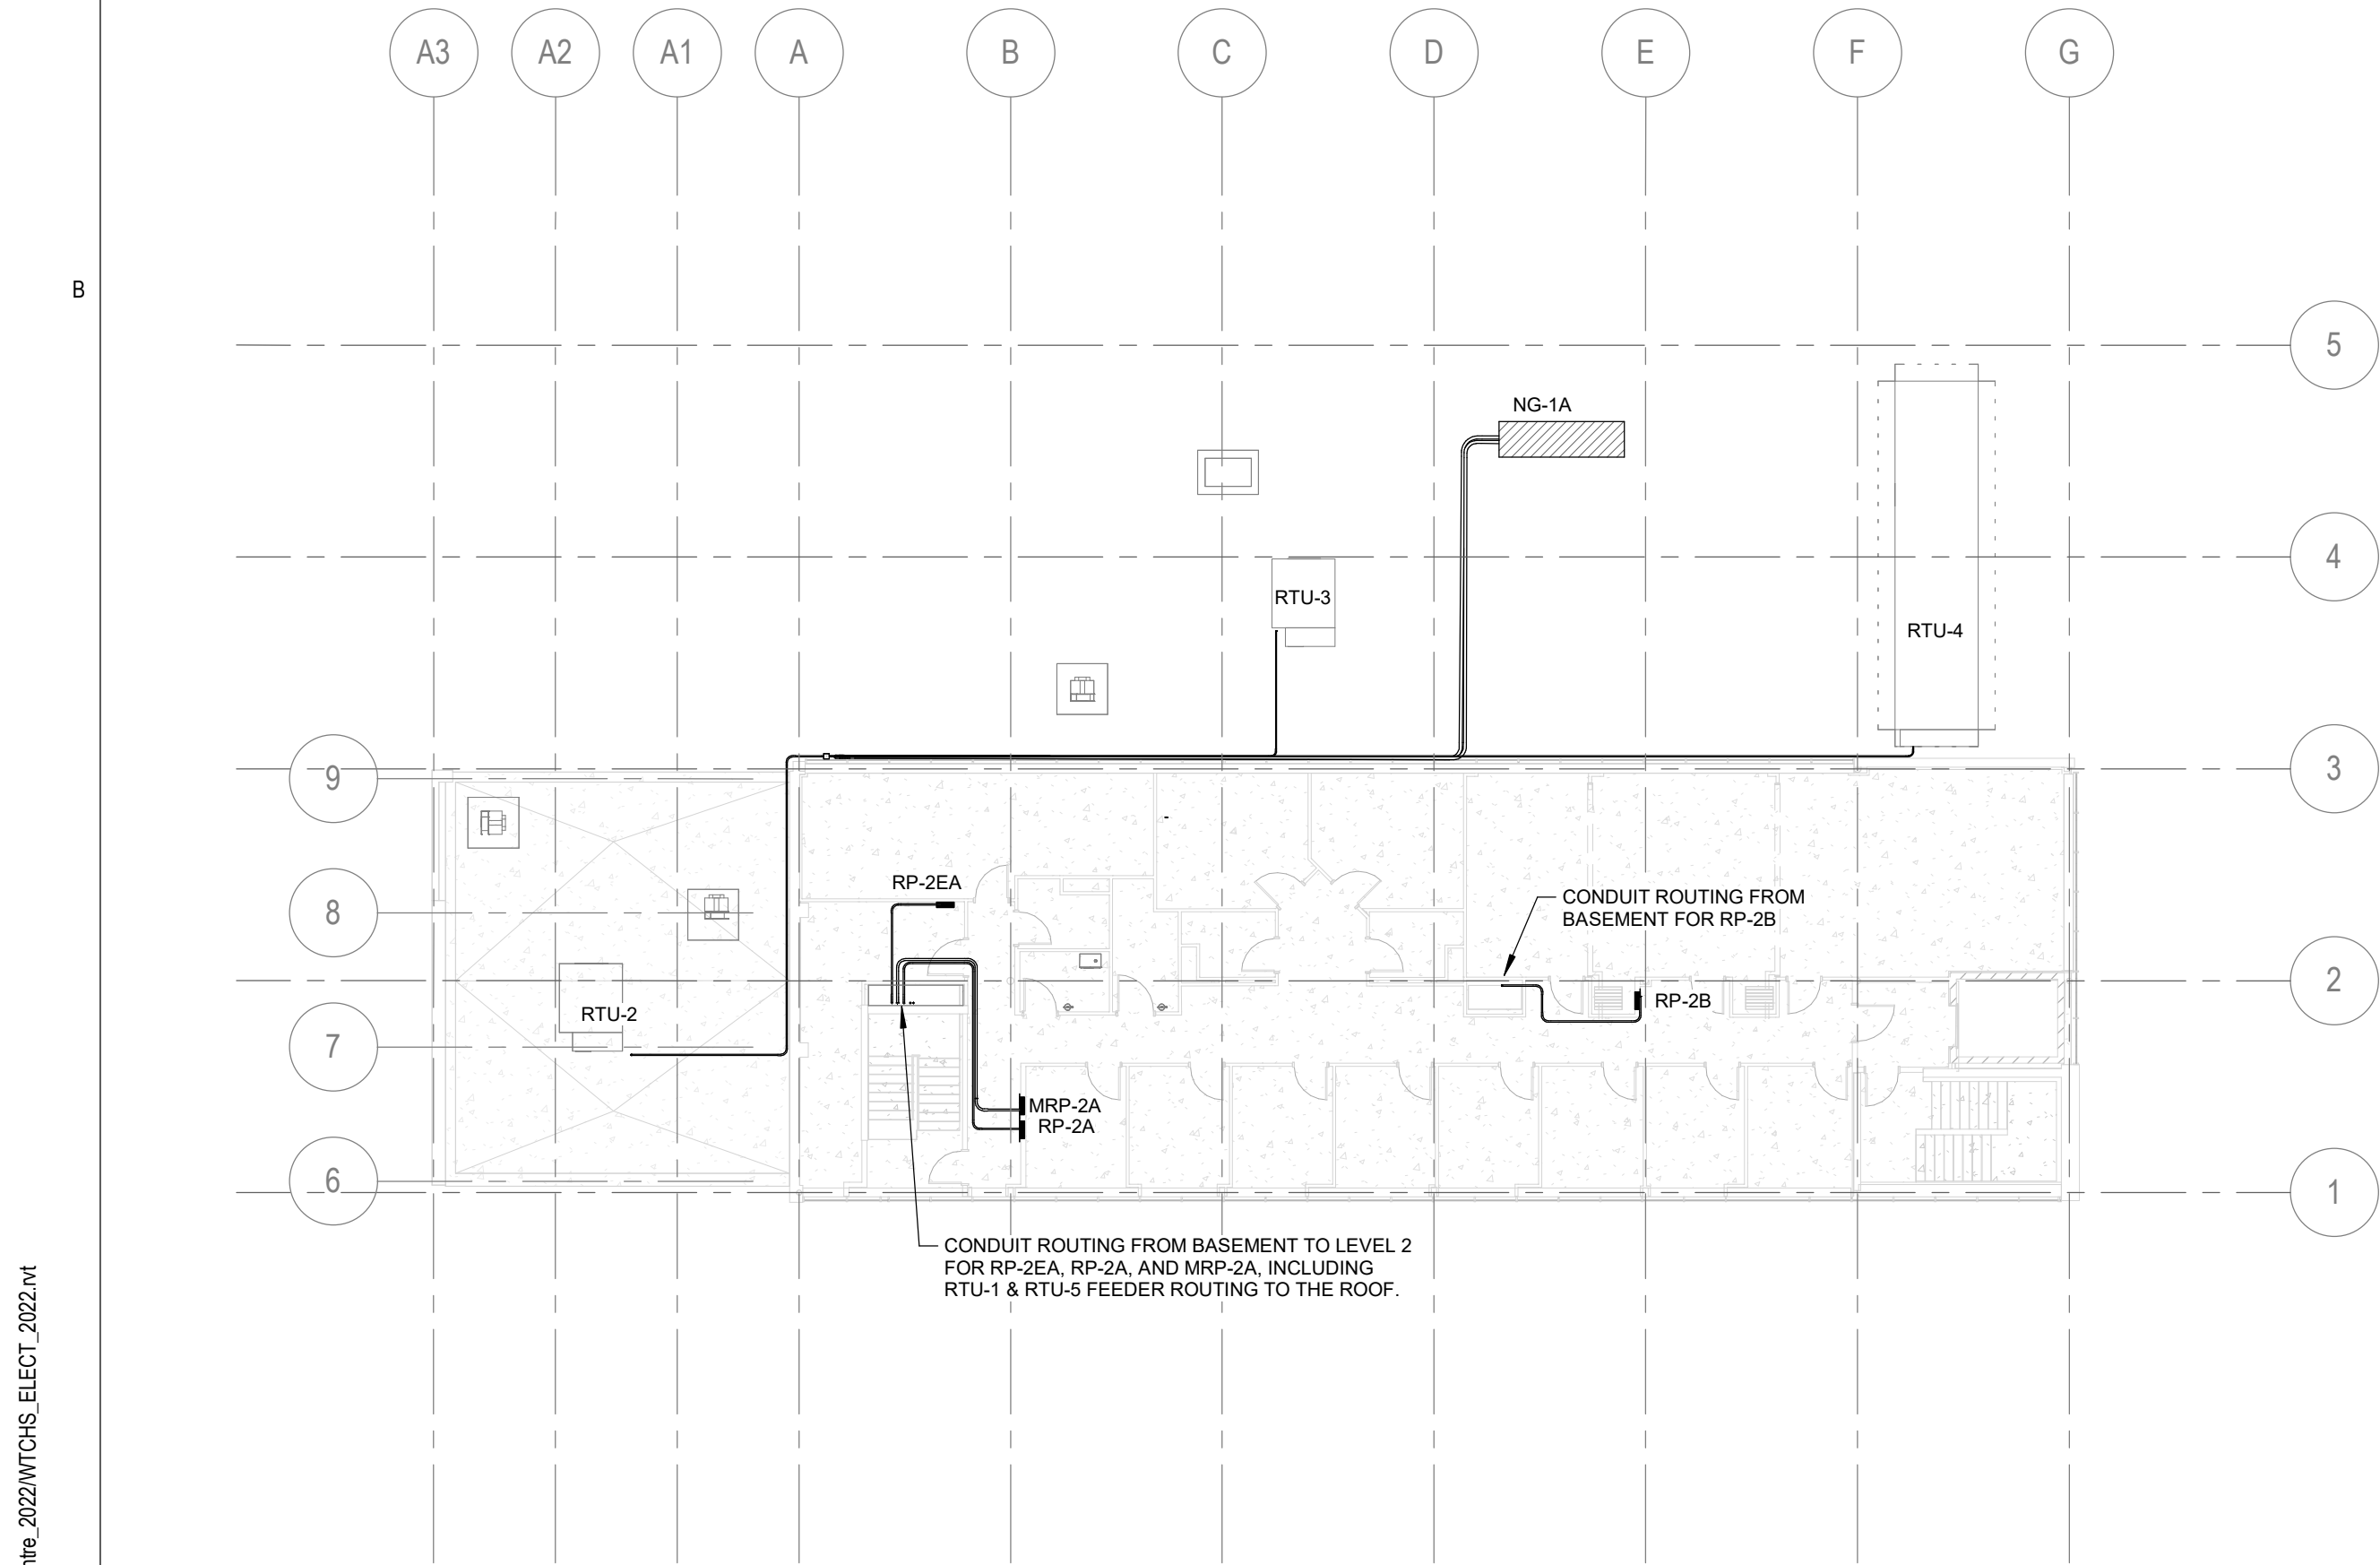 A3 A2 A1 A B C D E F G
B
5
NG-1A
4
RTU-3
RTU-4
9
3
RP-2EA
8
CONDUIT ROUTING FROM
BASEMENT FOR RP-2B
2
RTU-2
RP-2B
7
MRP-2A
RP-2A
6
1
CONDUIT ROUTING FROM BASEMENT TO LEVEL 2
FOR RP-2EA, RP-2A, AND MRP-2A, INCLUDING
RTU-1 & RTU-5 FEEDER ROUTING TO THE ROOF.
ntre_2022/WTCHS_ELECT_2022.rvt